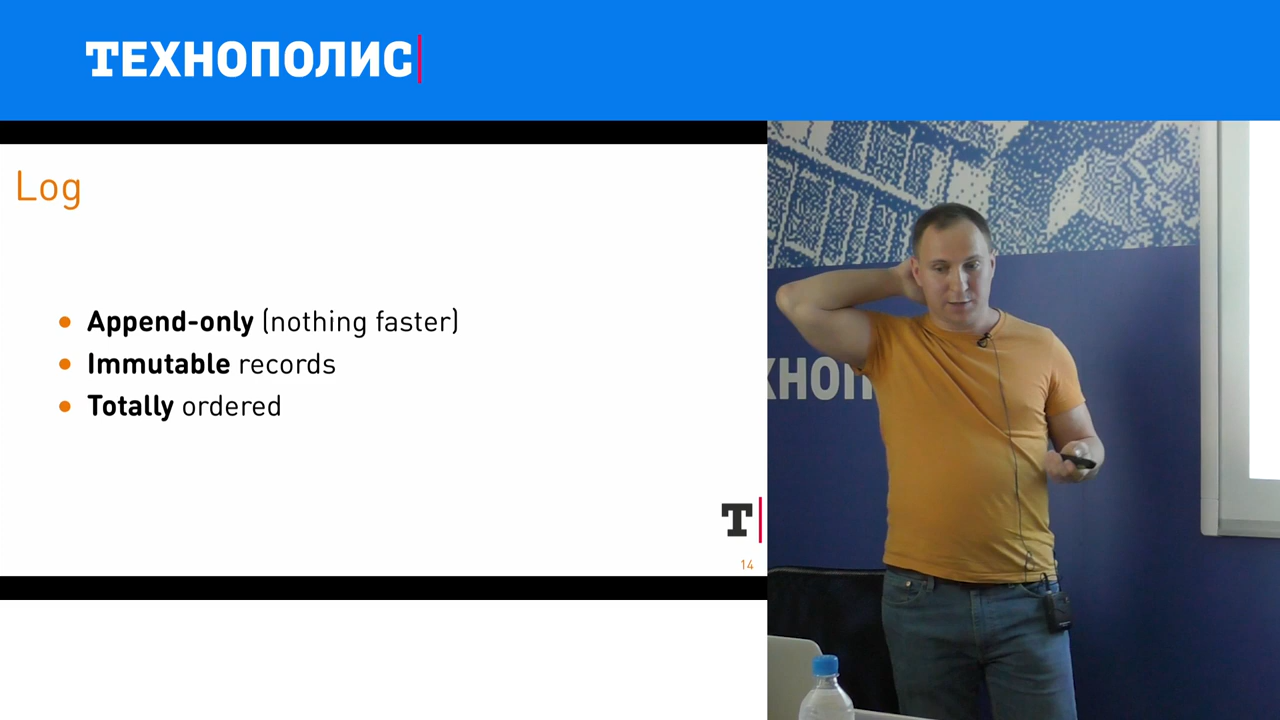 ТЕХНОПОЛИС
Log
Append-only (nothing faster)
Immutable records
Totally ordered
Т
14
ХНОП